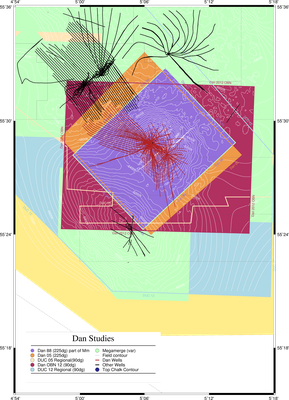 4°54' 5°00' 5°06' 5°12' 5°18'
55°36' 55°36'
55°30' 55°30'
55°24' 55°24'
55°18' 55°18'
4°54' 5°00' 5°06' 5°12' 5°18'
Dan Studies
Dan 88 (225dg) part of Mm
Dan 05 (225dg)
DUC 05 Regional(90dg)
Dan OBN 12 (90dg)
DUC 12 Regional (90dg)
Megamerge (var)
Field contour
Dan Wells
Other Wells
Top Chalk Contour